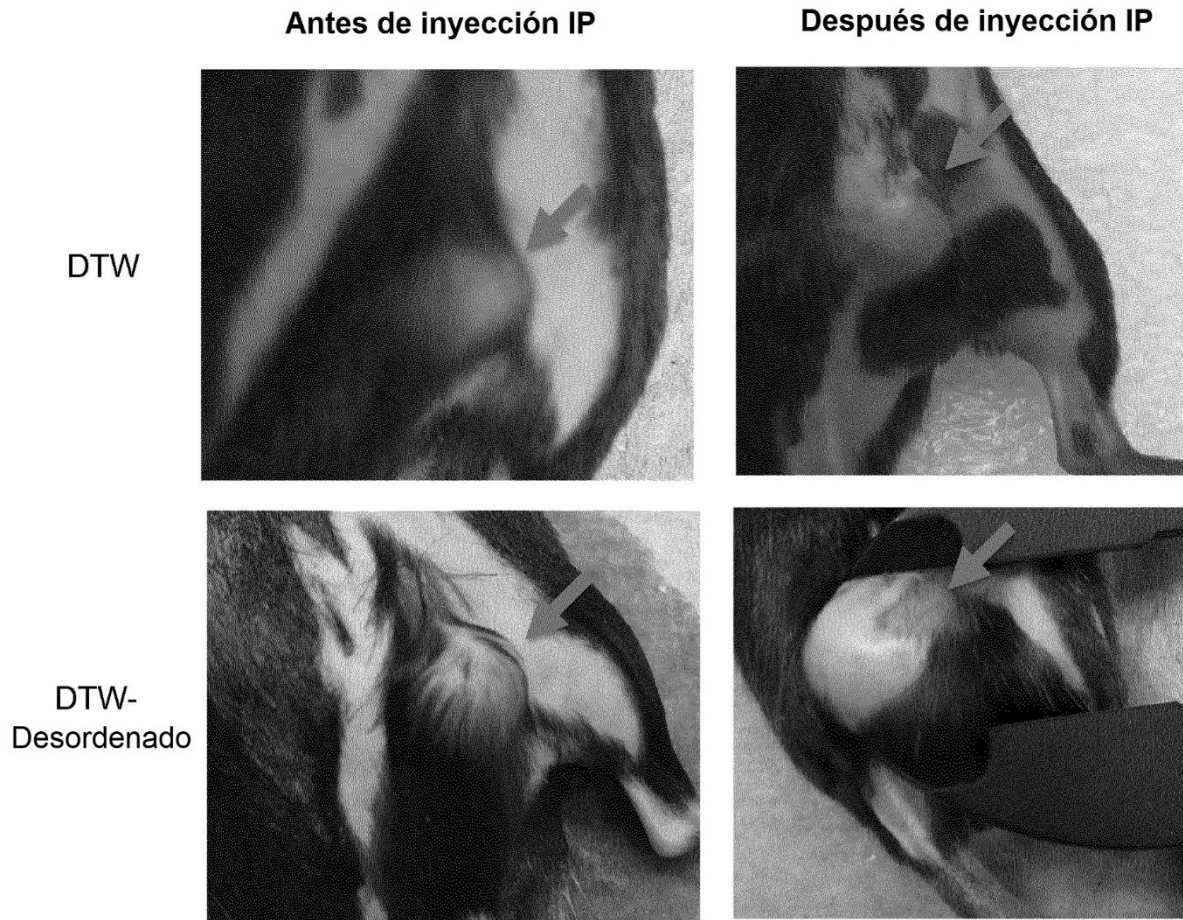 Antes de inyección IP
Después de inyección IP
DTW
DTW-
Desordenado